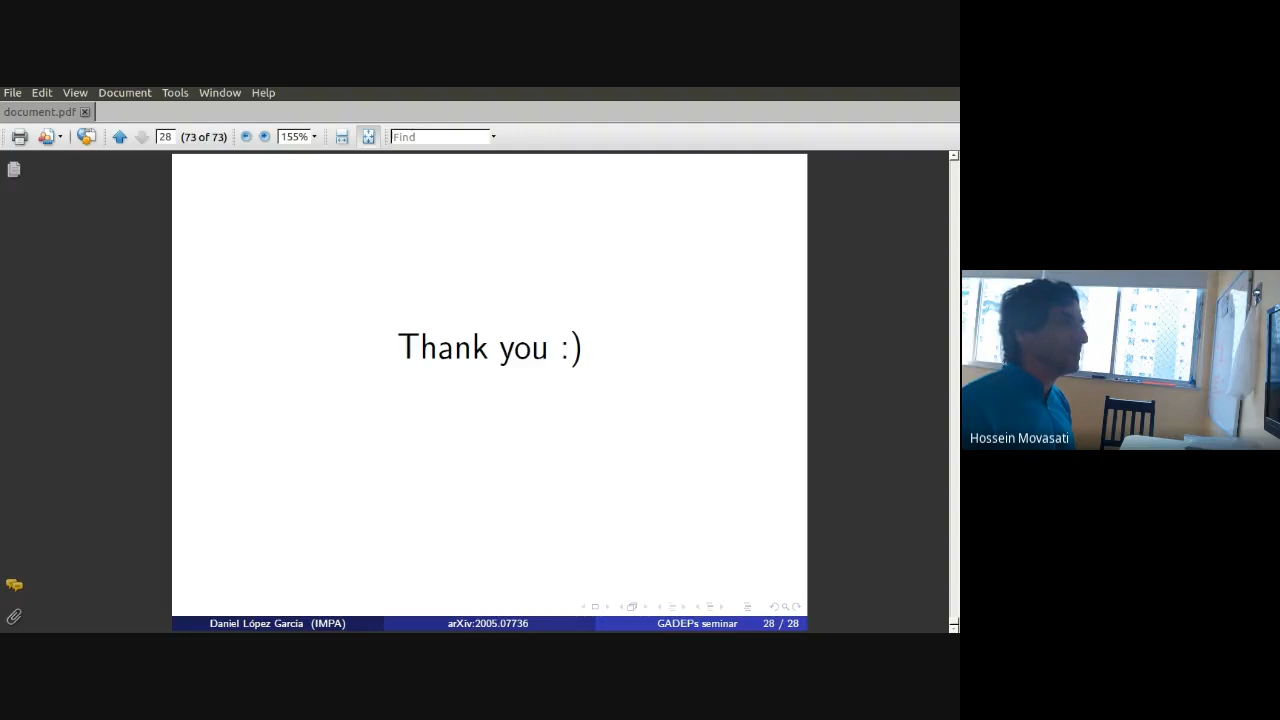 File Edit View Document Tools Window Help
document.pdf
28 (73 of 73) 155% Find
Thank you :)
Hossein Movasati
Daniel López Garcia (IMPA) arXiv:2005.07736 GADEPs seminar 28 / 28